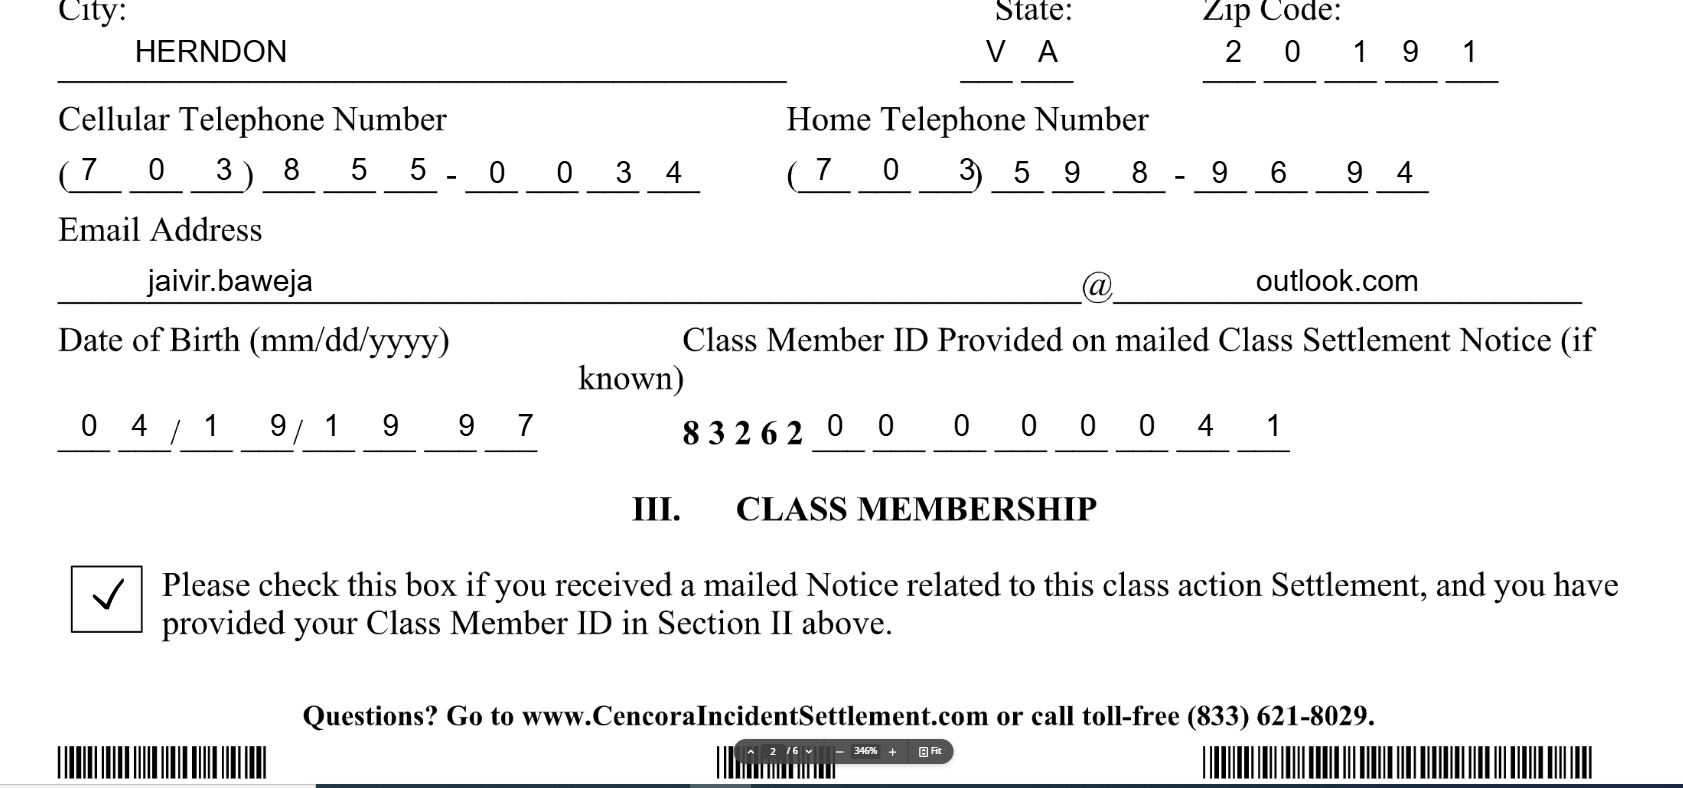 City: State: Zip Code:
HERNDON V A 2 0 1 9 1
Cellular Telephone Number Home Telephone Number
(7 0 3) 8 5 5 - 0 0 3 4 (7 0 3) 5 9 8 - 9 6 9 4
Email Address
jaivir.baweja @ outlook.com
Date of Birth (mm/dd/yyyy) Class Member ID Provided on mailed Class Settlement Notice (if
known)
0 4 / 1 9 / 1 9 9 7 8 3 2 6 2 0 0 0 0 0 0 4 1
III. CLASS MEMBERSHIP
✓ Please check this box if you received a mailed Notice related to this class action Settlement, and you have
provided your Class Member ID in Section II above.
Questions? Go to www.CencoraIncidentSettlement.com or call toll-free (833) 621-8029.
2 / 6 − 346% + Fit